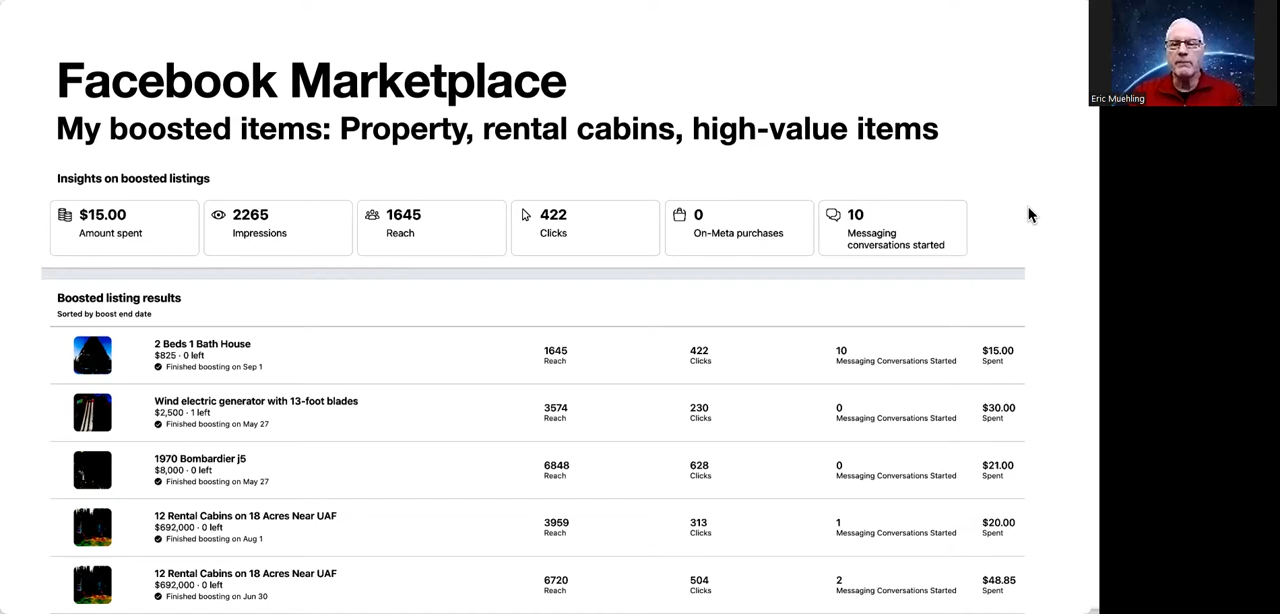 Facebook Marketplace
My boosted items: Property, rental cabins, high-value items
Eric Muehling
Insights on boosted listings
$15.00
Amount spent
2265
Impressions
1645
Reach
422
Clicks
0
On-Meta purchases
10
Messaging
conversations started
Boosted listing results
Sorted by boost end date
2 Beds 1 Bath House
$825 · 0 left
Finished boosting on Sep 1
1645
Reach
422
Clicks
10
Messaging Conversations Started
$15.00
Spent
Wind electric generator with 13-foot blades
$2,500 · 1 left
Finished boosting on May 27
3574
Reach
230
Clicks
0
Messaging Conversations Started
$30.00
Spent
1970 Bombardier j5
$8,000 · 0 left
Finished boosting on May 27
6848
Reach
628
Clicks
0
Messaging Conversations Started
$21.00
Spent
12 Rental Cabins on 18 Acres Near UAF
$692,000 · 0 left
Finished boosting on Aug 1
3959
Reach
313
Clicks
1
Messaging Conversations Started
$20.00
Spent
12 Rental Cabins on 18 Acres Near UAF
$692,000 · 0 left
Finished boosting on Jun 30
6720
Reach
504
Clicks
2
Messaging Conversations Started
$48.85
Spent